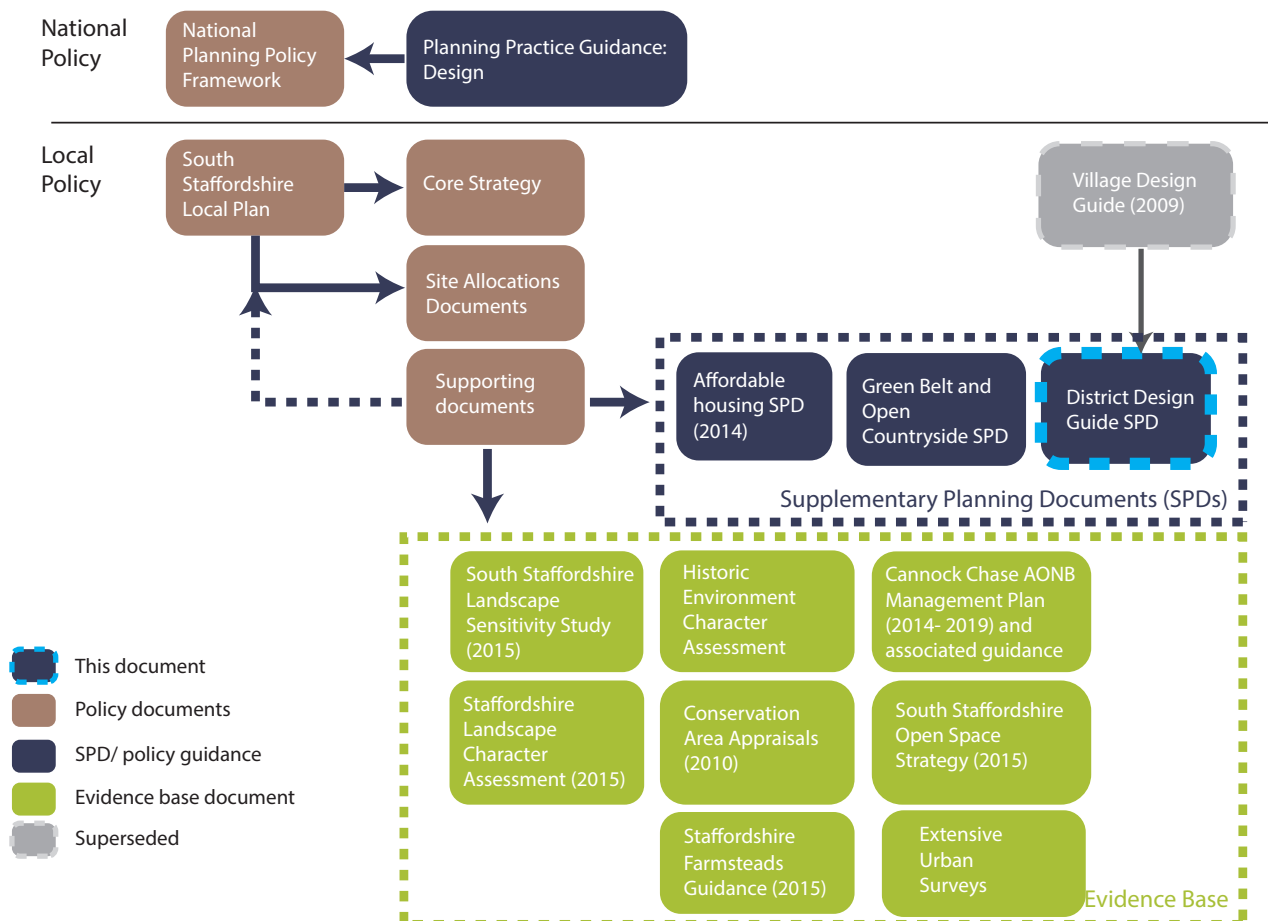 National
Policy
National
Planning Policy
Framework
Planning Practice Guidance:
Design
Local
Policy
South
Staffordshire
Local Plan
Core Strategy
Village Design
Guide (2009)
Site Allocations
Documents
Supporting
documents
Affordable
housing SPD
(2014)
Green Belt and
Open
Countryside SPD
District Design
Guide SPD
Supplementary Planning Documents (SPDs)
South Staffordshire
Landscape
Sensitivity Study
(2015)
Historic
Environment
Character
Assessment
Cannock Chase AONB
Management Plan
(2014- 2019) and
associated guidance
Staffordshire
Landscape
Character
Assessment (2015)
Conservation
Area Appraisals
(2010)
South Staffordshire
Open Space
Strategy (2015)
Staffordshire
Farmsteads
Guidance (2015)
Extensive
Urban
Surveys
Evidence Base
This document
Policy documents
SPD/ policy guidance
Evidence base document
Superseded